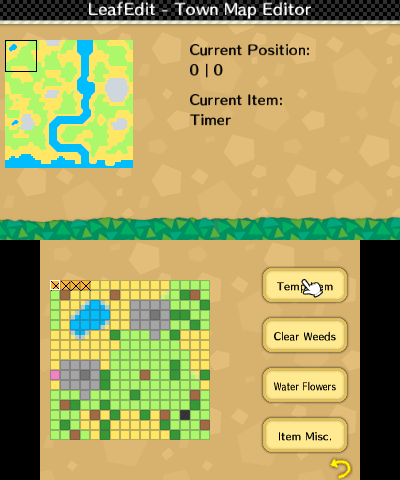 LeafEdit - Town Map Editor
Current Position:
0 | 0
Current Item:
Timer
Clear Weeds
Water Flowers
Item Misc.